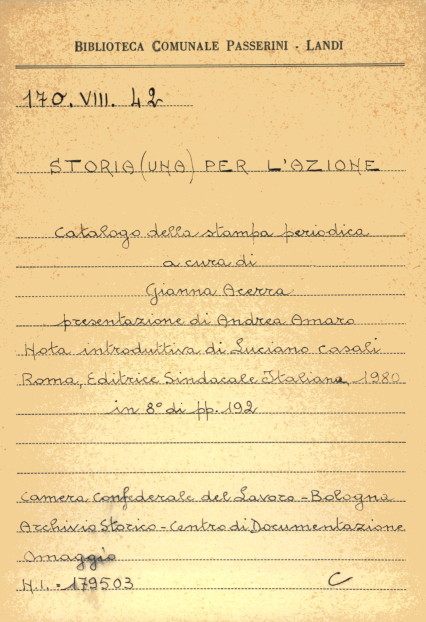 BIBLIOTECA COMUNALE PASSERINI - LANDI
170. VIII. 42
STORIA (UNA) PER L'AZIONE
Catalogo della stampa periodica
a cura di
Gianna Acerra
presentazione di Andrea Amaro
Nota introduttiva di Luciano Casali
Roma, Editrice Sindacale Italiana, 1980
in 8° di pp. 192
Camera Confederale del Lavoro - Bologna
Archivio Storico - Centro di Documentazione
Omaggio
N.I. = 179503 C